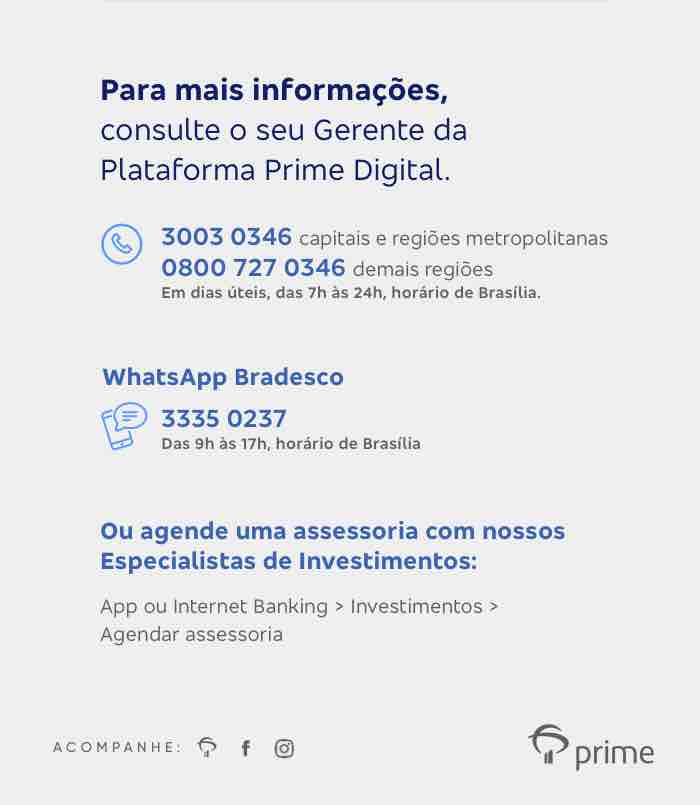 Para mais informações,
consulte o seu Gerente da
Plataforma Prime Digital.
3003 0346 capitais e regiões metropolitanas
0800 727 0346 demais regiões
Em dias úteis, das 7h às 24h, horário de Brasília.
WhatsApp Bradesco
3335 0237
Das 9h às 17h, horário de Brasília
Ou agende uma assessoria com nossos
Especialistas de Investimentos:
App ou Internet Banking > Investimentos >
Agendar assessoria
ACOMPANHE:
prime